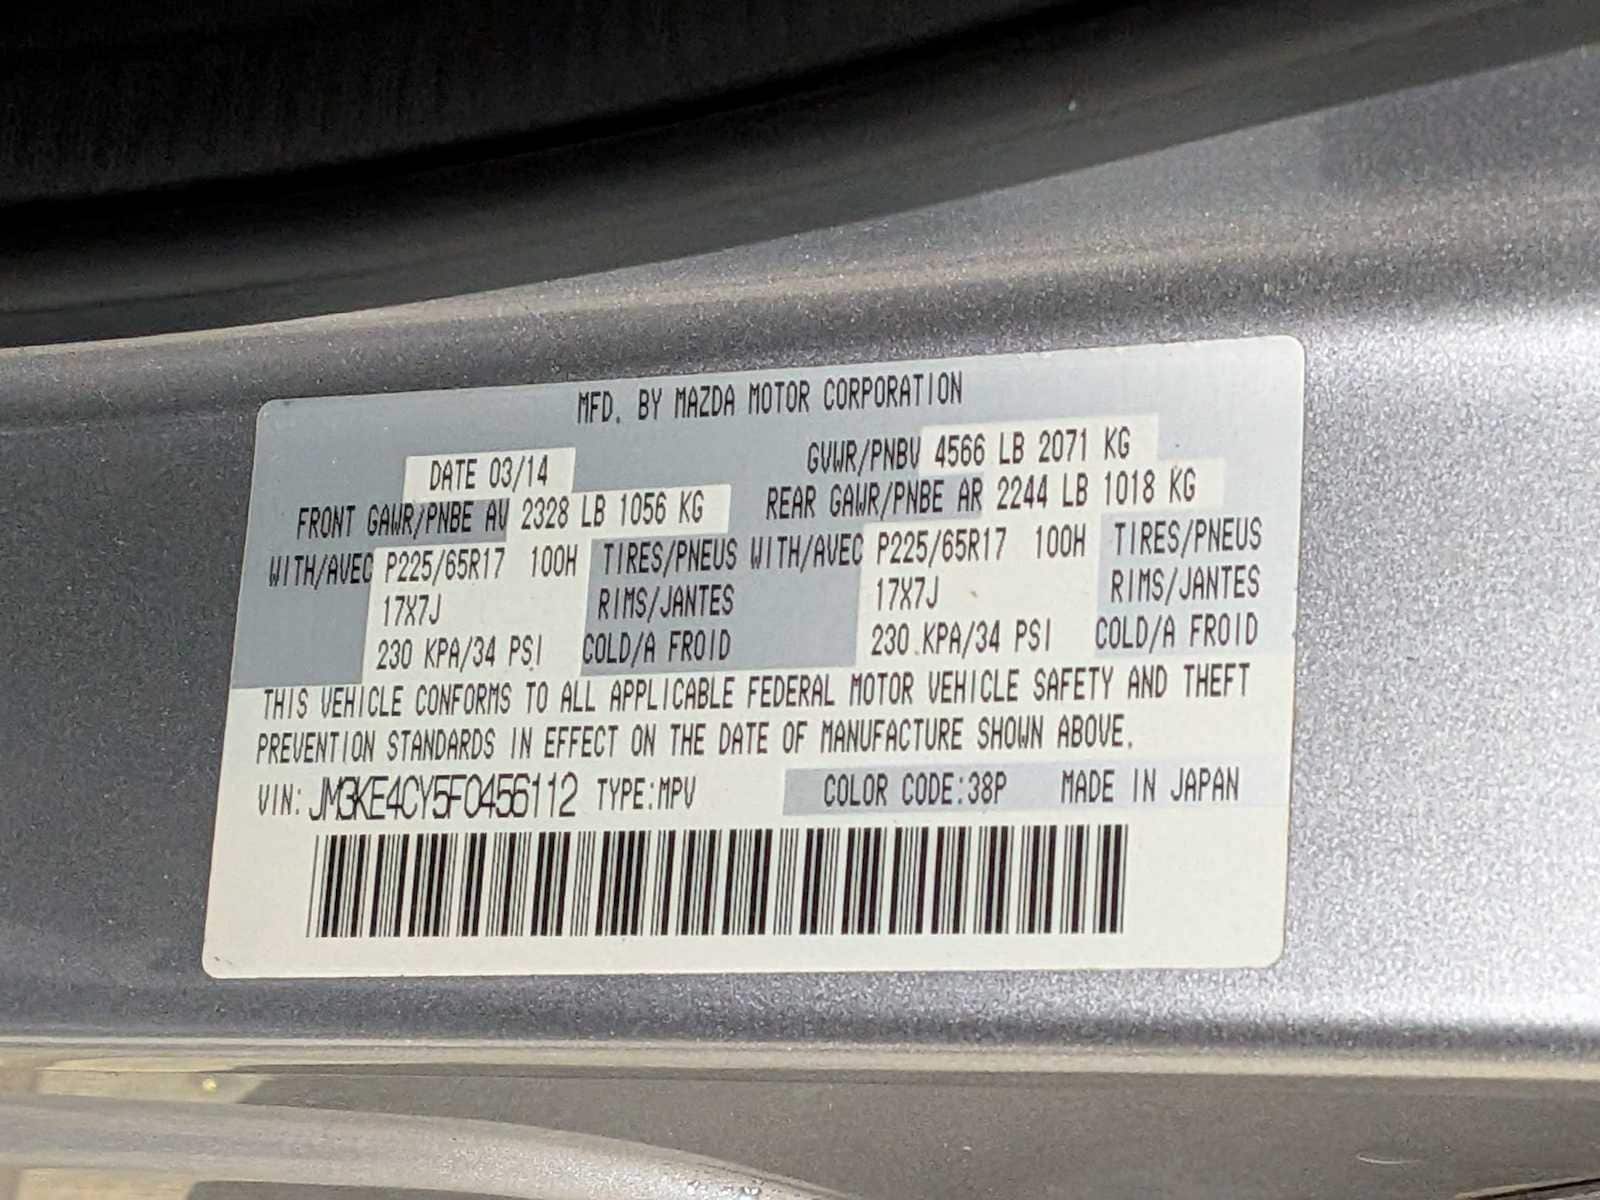 MFD. BY MAZDA MOTOR CORPORATION
DATE 03/14 GVWR/PNBV 4566 LB 2071 KG
FRONT GAWR/PNBE AV 2328 LB 1056 KG REAR GAWR/PNBE AR 2244 LB 1018 KG
WITH/AVEC P225/65R17 100H TIRES/PNEUS WITH/AVEC P225/65R17 100H TIRES/PNEUS
17X7J RIMS/JANTES 17X7J RIMS/JANTES
230 KPA/34 PSI COLD/A FROID 230 KPA/34 PSI COLD/A FROID
THIS VEHICLE CONFORMS TO ALL APPLICABLE FEDERAL MOTOR VEHICLE SAFETY AND THEFT
PREVENTION STANDARDS IN EFFECT ON THE DATE OF MANUFACTURE SHOWN ABOVE.
VIN: JM3KE4CY5F0456112 TYPE:MPV COLOR CODE:38P MADE IN JAPAN